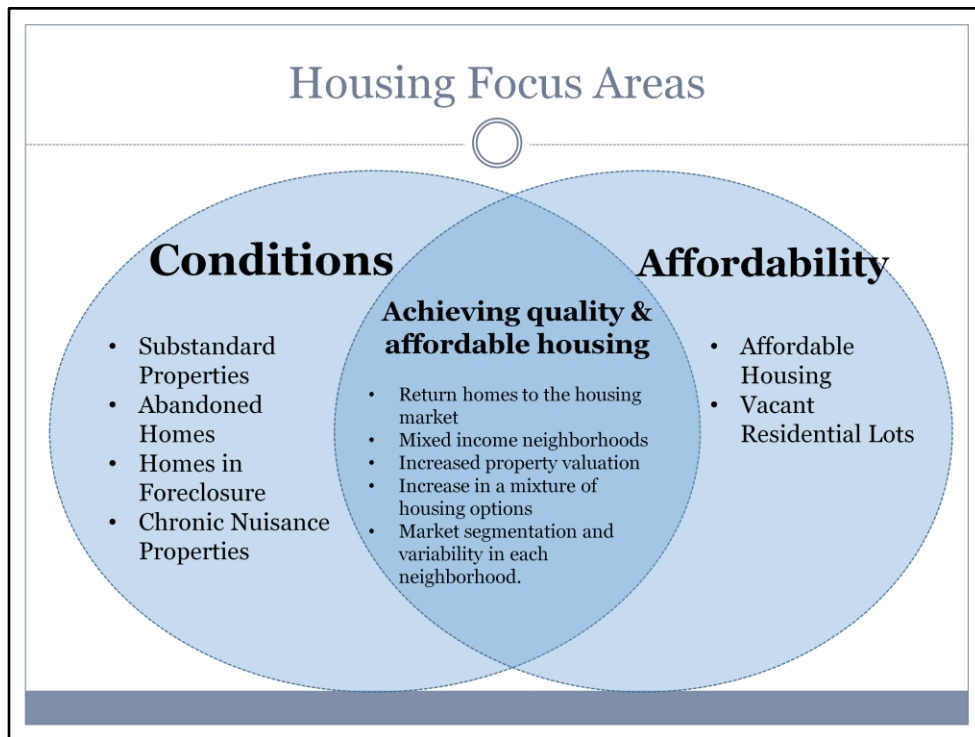 Housing Focus Areas
Conditions
• Substandard
Properties
• Abandoned
Homes
• Homes in
Foreclosure
• Chronic Nuisance
Properties
Achieving quality &
affordable housing
• Return homes to the housing
market
• Mixed income neighborhoods
• Increased property valuation
• Increase in a mixture of
housing options
• Market segmentation and
variability in each
neighborhood.
Affordability
• Affordable
Housing
• Vacant
Residential Lots